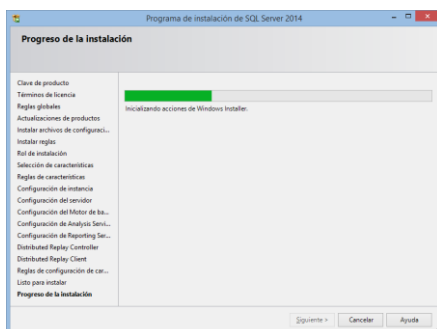 Programa de instalación de SQL Server 2014
Progreso de la instalación
Clave de producto
Términos de licencia
Reglas globales
Actualizaciones de productos
Instalar archivos de configuraci...
Instalar reglas
Rol de instalación
Selección de características
Reglas de características
Configuración de instancia
Configuración del servidor
Configuración del Motor de ba...
Configuración de Analysis Servi...
Configuración de Reporting Ser...
Distributed Replay Controller
Distributed Replay Client
Reglas de configuración de car...
Listo para instalar
Progreso de la instalación
Inicializando acciones de Windows Installer.
Siguiente >
Cancelar
Ayuda